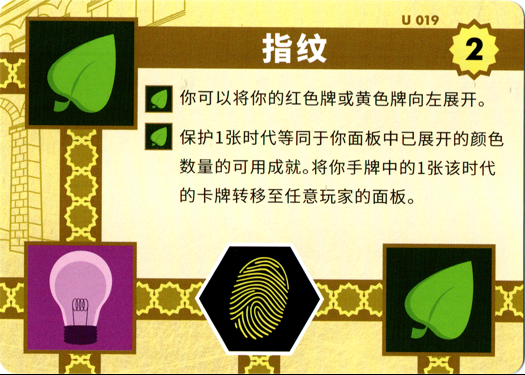 U 019
指纹
2
你可以将你的红色牌或黄色牌向左展开。
保护1张时代等同于你面板中已展开的颜色
数量的可用成就。将你手牌中的1张该时代
的卡牌转移至任意玩家的面板。